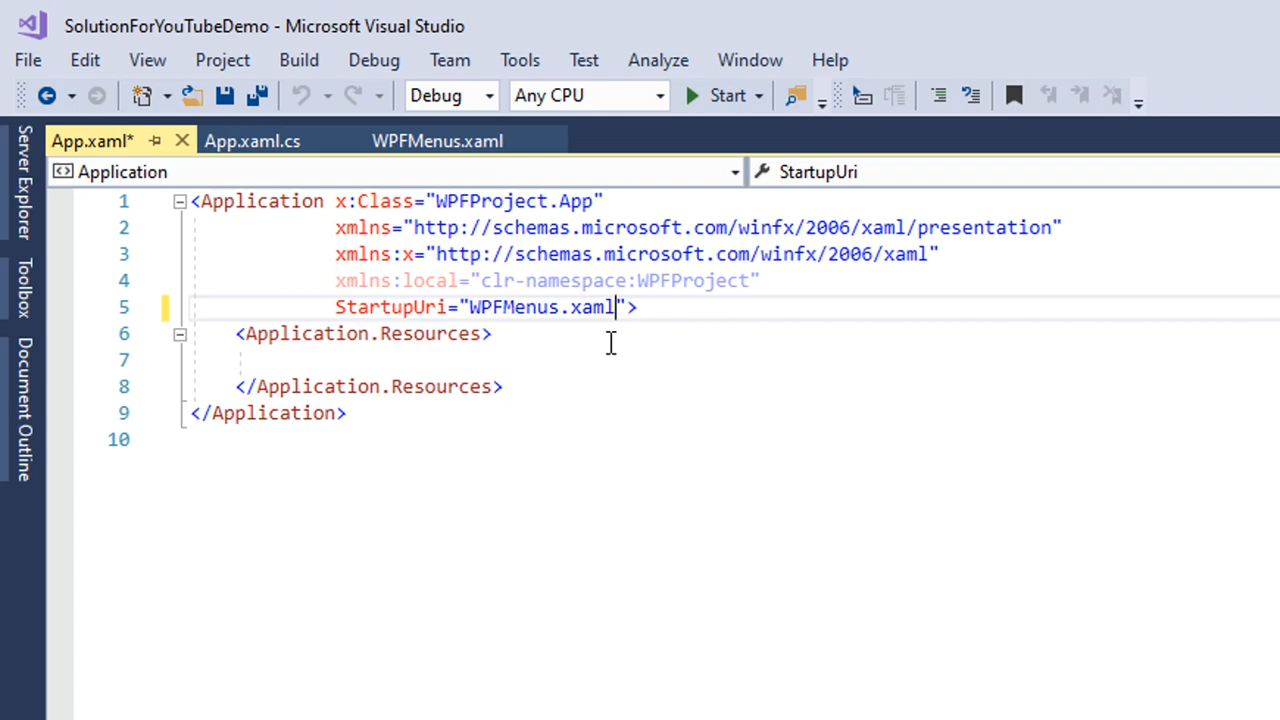 SolutionForYouTubeDemo - Microsoft Visual Studio
File Edit View Project Build Debug Team Tools Test Analyze Window Help
Debug Any CPU Start
App.xaml* App.xaml.cs WPFMenus.xaml
Application StartupUri
Server Explorer
Toolbox
Document Outline
1 <Application x:Class="WPFProject.App"
2 xmlns="http://schemas.microsoft.com/winfx/2006/xaml/presentation"
3 xmlns:x="http://schemas.microsoft.com/winfx/2006/xaml"
4 xmlns:local="clr-namespace:WPFProject"
5 StartupUri="WPFMenus.xaml">
6 <Application.Resources>
7
8 </Application.Resources>
9 </Application>
10